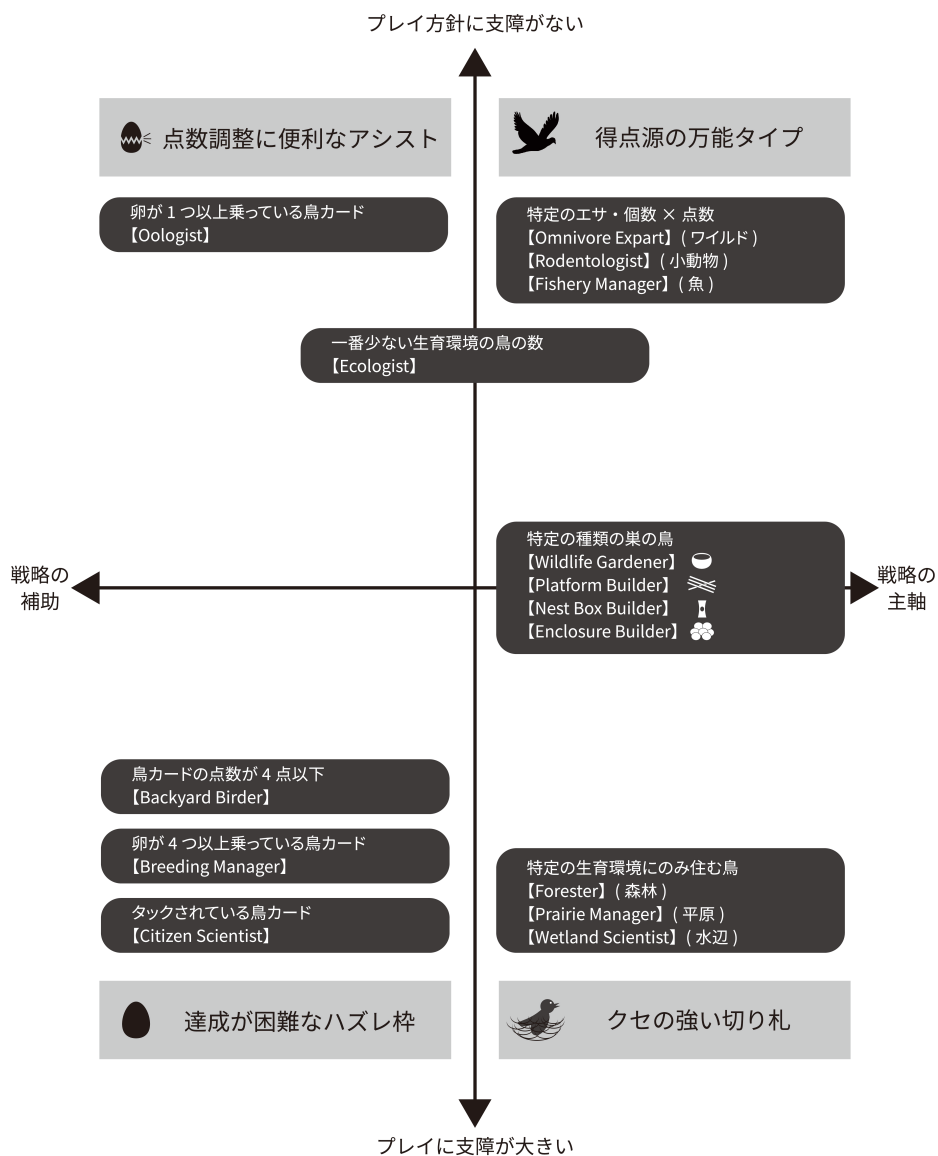 プレイ方針に支障がない
点数調整に便利なアシスト
得点源の万能タイプ
卵が 1 つ以上乗っている鳥カード
【Oologist】
特定のエサ・個数 × 点数
【Omnivore Expart】( ワイルド )
【Rodentologist】( 小動物 )
【Fishery Manager】( 魚 )
一番少ない生育環境の鳥の数
【Ecologist】
戦略の
補助
特定の種類の巣の鳥
【Wildlife Gardener】
【Platform Builder】
【Nest Box Builder】
【Enclosure Builder】
戦略の
主軸
鳥カードの点数が 4 点以下
【Backyard Birder】
卵が 4 つ以上乗っている鳥カード
【Breeding Manager】
タックされている鳥カード
【Citizen Scientist】
特定の生育環境にのみ住む鳥
【Forester】( 森林 )
【Prairie Manager】( 平原 )
【Wetland Scientist】( 水辺 )
達成が困難なハズレ枠
クセの強い切り札
プレイに支障が大きい